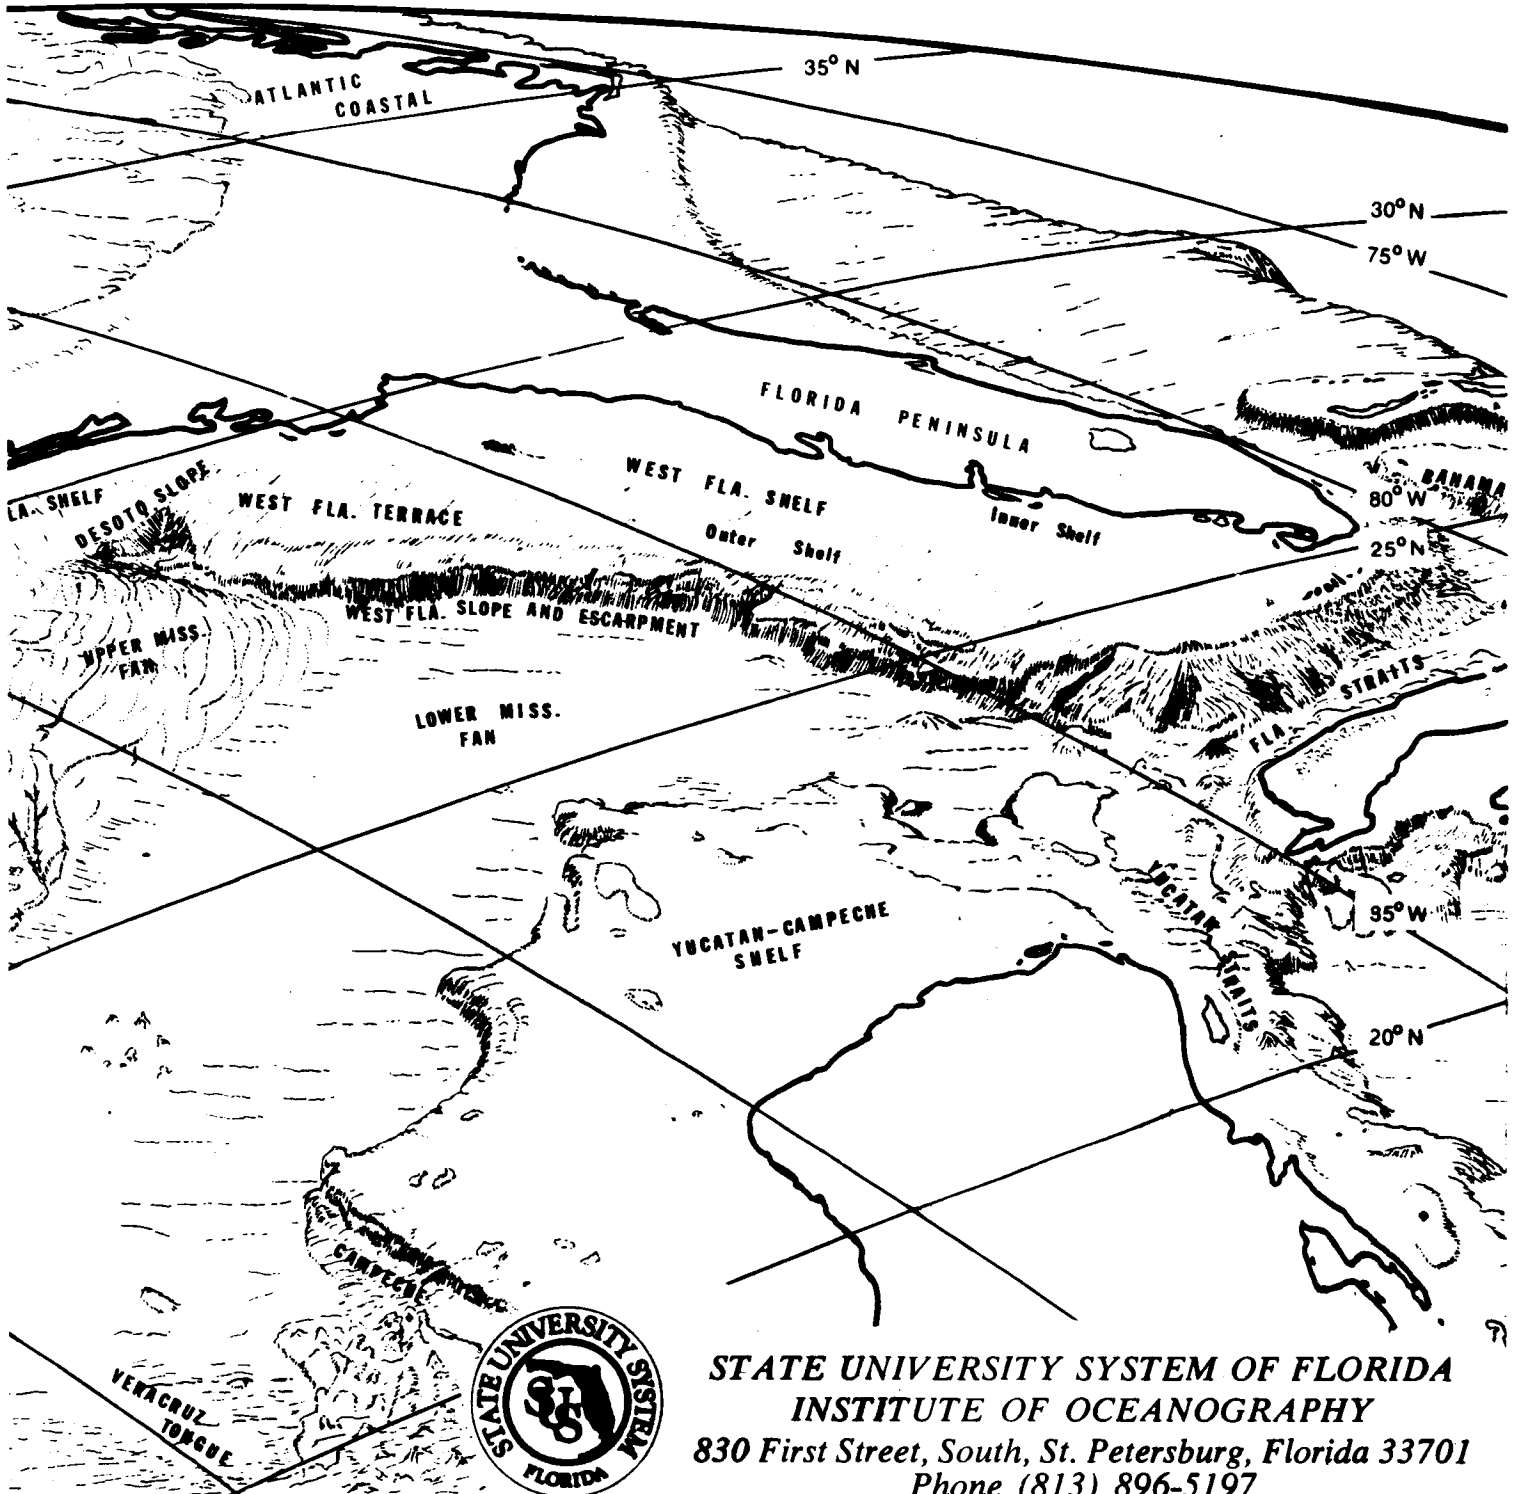 35° N
ATLANTIC
COASTAL
30° N
75° W
FLORIDA PENINSULA
WEST FLA. SHELF
BAHAMA
80° W
LA. SHELF
DESOTO SLOPE
WEST FLA. TERRACE
Inner Shelf
Outer Shelf
25° N
WEST FLA. SLOPE AND ESCARPMENT
UPPER MISS.
FAN
FLA. STRAITS
LOWER MISS.
FAN
YUCATAN STRAITS
85° W
YUCATAN-CAMPECHE
SHELF
20° N
CAMPECHE
VERACRUZ
TONGUE
STATE UNIVERSITY SYSTEM
SUS
FLORIDA
STATE UNIVERSITY SYSTEM OF FLORIDA
INSTITUTE OF OCEANOGRAPHY
830 First Street, South, St. Petersburg, Florida 33701
Phone (813) 896-5197